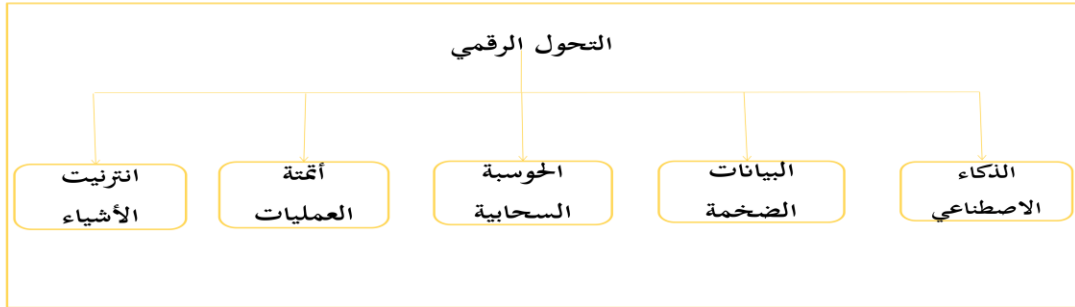 التحول الرقمي
الذكاء
الاصطناعي
البيانات
الضخمة
الحوسبة
السحابية
أتمتة
العمليات
انترنيت
الأشياء